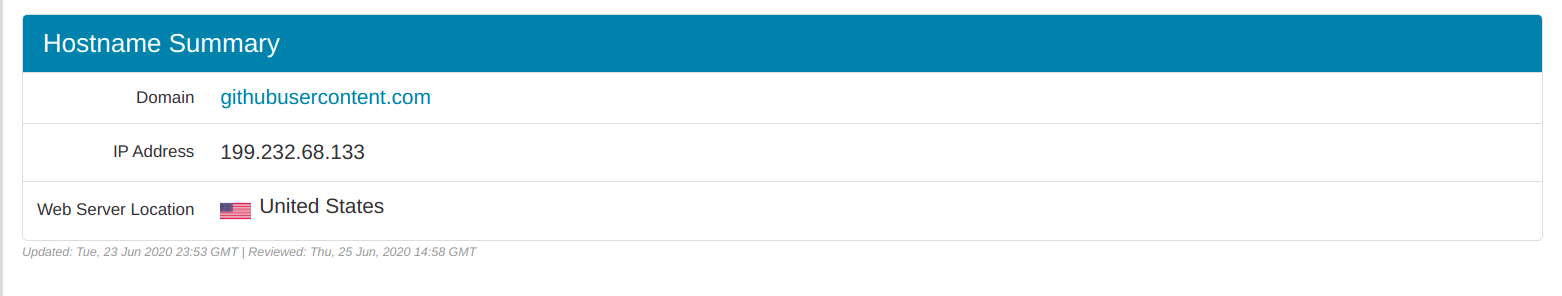 Hostname Summary
Domain githubusercontent.com
IP Address 199.232.68.133
Web Server Location United States
Updated: Tue, 23 Jun 2020 23:53 GMT | Reviewed: Thu, 25 Jun, 2020 14:58 GMT